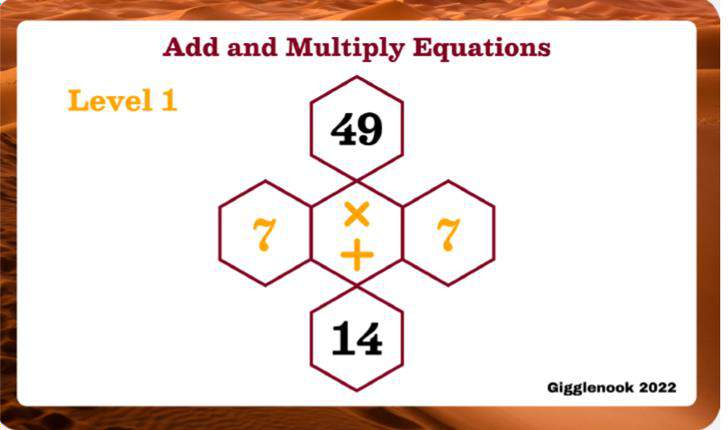 Add and Multiply Equations
Level 1
49
7 × 7
+
14
Gigglenook 2022